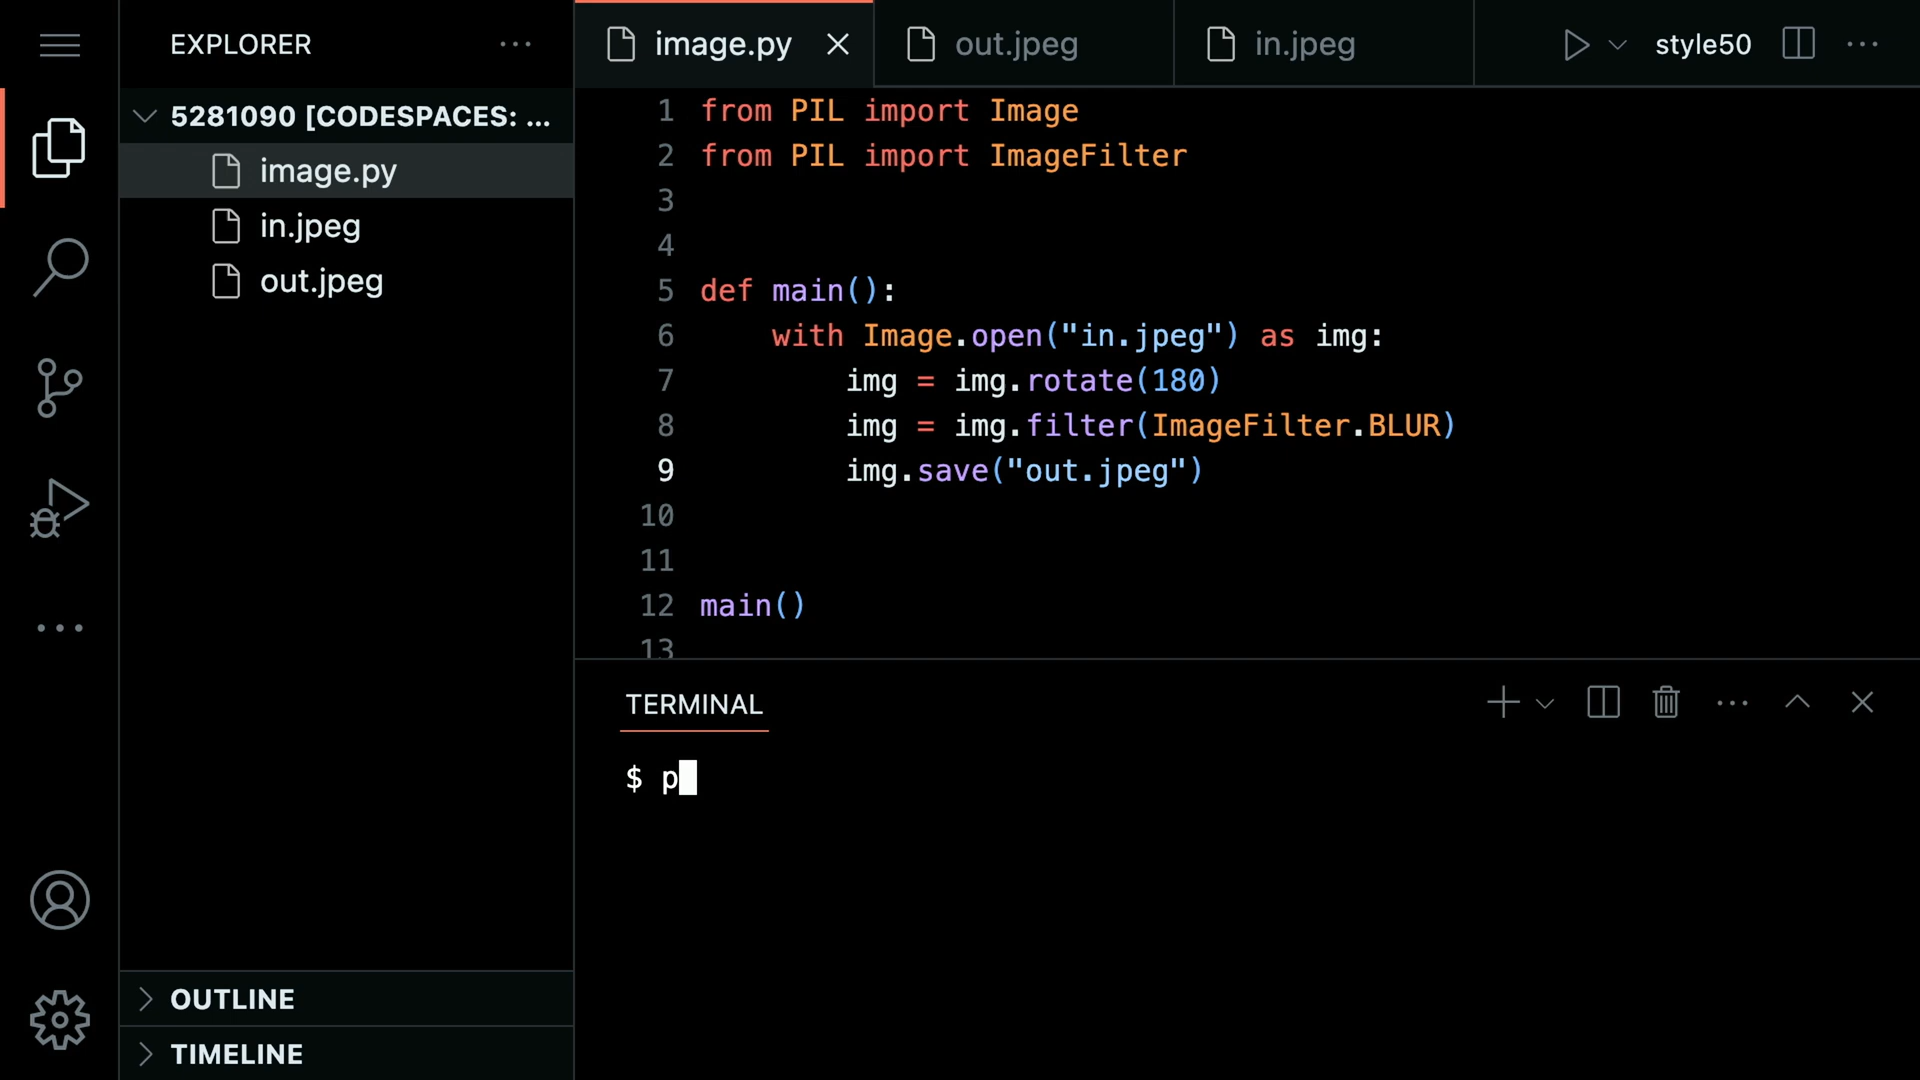 EXPLORER
5281090 [CODESPACES: ...
image.py
in.jpeg
out.jpeg
OUTLINE
TIMELINE
image.py
out.jpeg
in.jpeg
style50
1 from PIL import Image
2 from PIL import ImageFilter
3
4
5 def main():
6     with Image.open("in.jpeg") as img:
7         img = img.rotate(180)
8         img = img.filter(ImageFilter.BLUR)
9         img.save("out.jpeg")
10
11
12 main()
13
TERMINAL
$ p